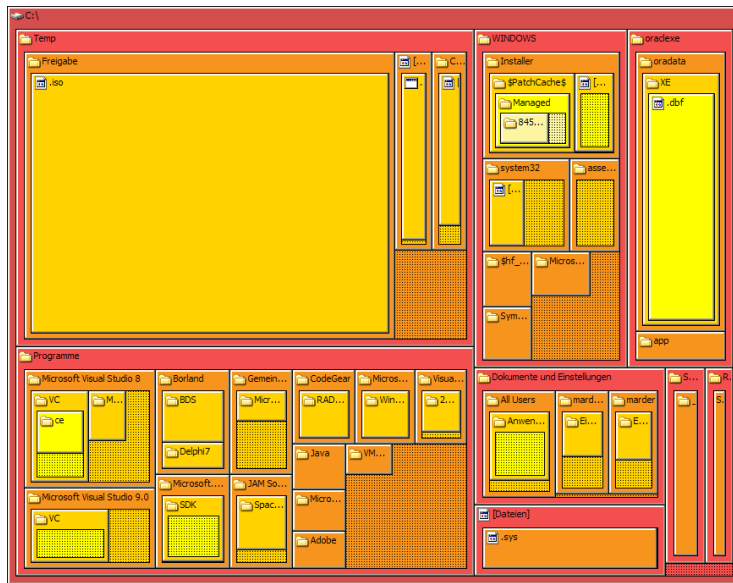 C:\
Temp
Freigabe
.iso
[...
.
C...
[
WINDOWS
Installer
$PatchCache$
Managed
845...
[...
system32
[...
asse...
$hf_...
Micros...
Sym...
oraclexe
oradata
XE
.dbf
app
Programme
Microsoft Visual Studio 8
VC
ce
M...
Borland
BDS
Delphi7
Gemein...
Micr...
CodeGear
RAD...
Micros...
Win...
Visua...
2...
Java
VM...
Micro...
Adobe
Microsoft Visual Studio 9.0
VC
Microsoft....
SDK
JAM So...
Spac...
Dokumente und Einstellungen
All Users
Anwen...
mard...
Ei...
marder
E...
[Dateien]
.sys
S...
_
R.
S.